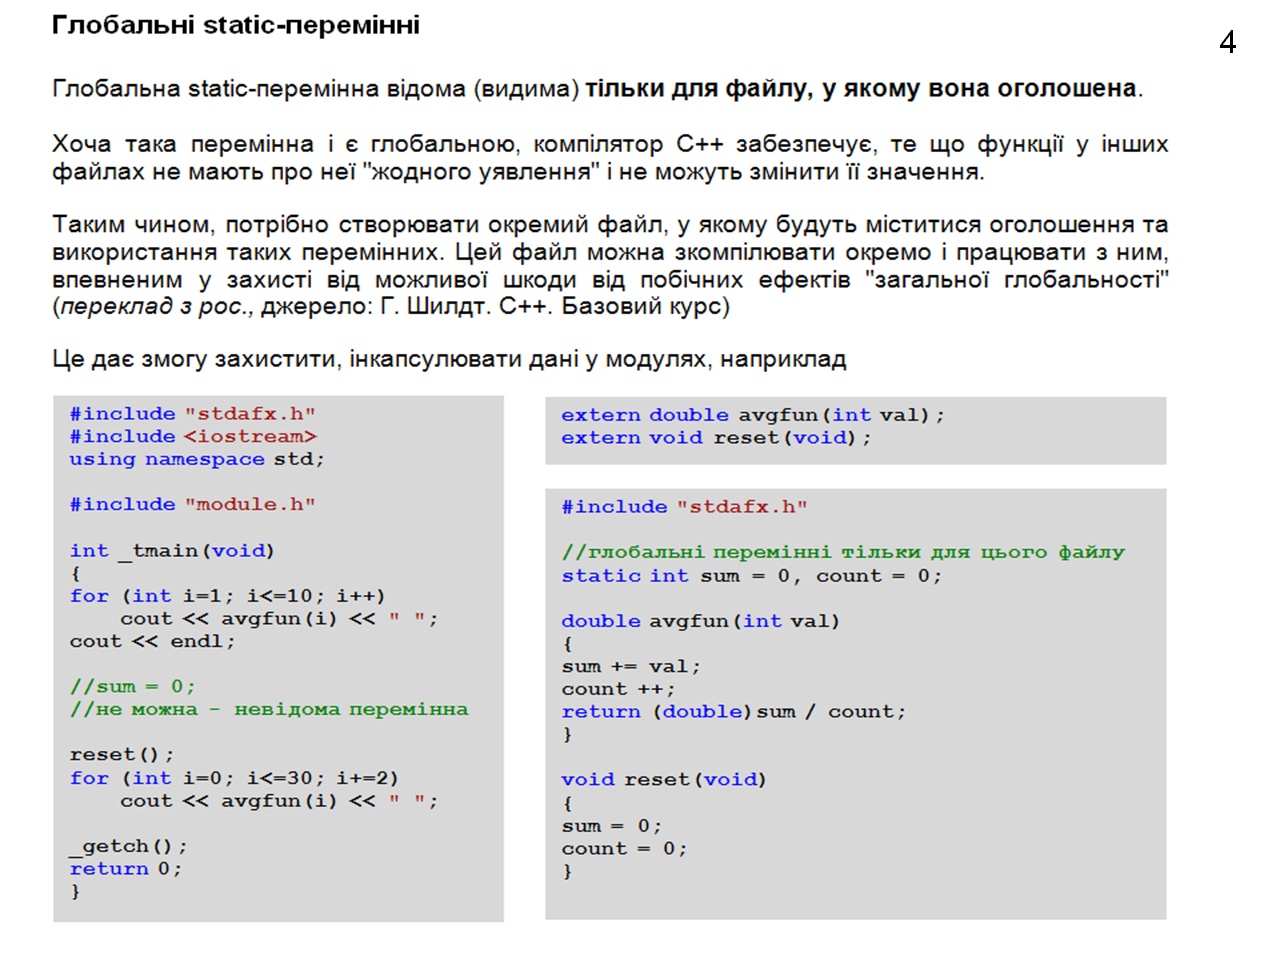 Глобальні static-перемінні
4
Глобальна static-перемінна відома (видима) тільки для файлу, у якому вона оголошена.
Хоча така перемінна і є глобальною, компілятор С++ забезпечує, те що функції у інших
файлах не мають про неї "жодного уявлення" і не можуть змінити її значення.
Таким чином, потрібно створювати окремий файл, у якому будуть міститися оголошення та
використання таких перемінних. Цей файл можна зкомпілювати окремо і працювати з ним,
впевненим у захисті від можливої шкоди від побічних ефектів "загальної глобальності"
(переклад з рос., джерело: Г. Шилдт. С++. Базовий курс)
Це дає змогу захистити, інкапсулювати дані у модулях, наприклад
#include "stdafx.h"
#include <iostream>
using namespace std;
#include "module.h"
int _tmain(void)
{
for (int i=1; i<=10; i++)
cout << avgfun(i) << " ";
cout << endl;
//sum = 0;
//не можна - невідома перемінна
reset();
for (int i=0; i<=30; i+=2)
cout << avgfun(i) << " ";
_getch();
return 0;
}
extern double avgfun(int val);
extern void reset(void);
#include "stdafx.h"
//глобальні перемінні тільки для цього файлу
static int sum = 0, count = 0;
double avgfun(int val)
{
sum += val;
count ++;
return (double)sum / count;
}
void reset(void)
{
sum = 0;
count = 0;
}